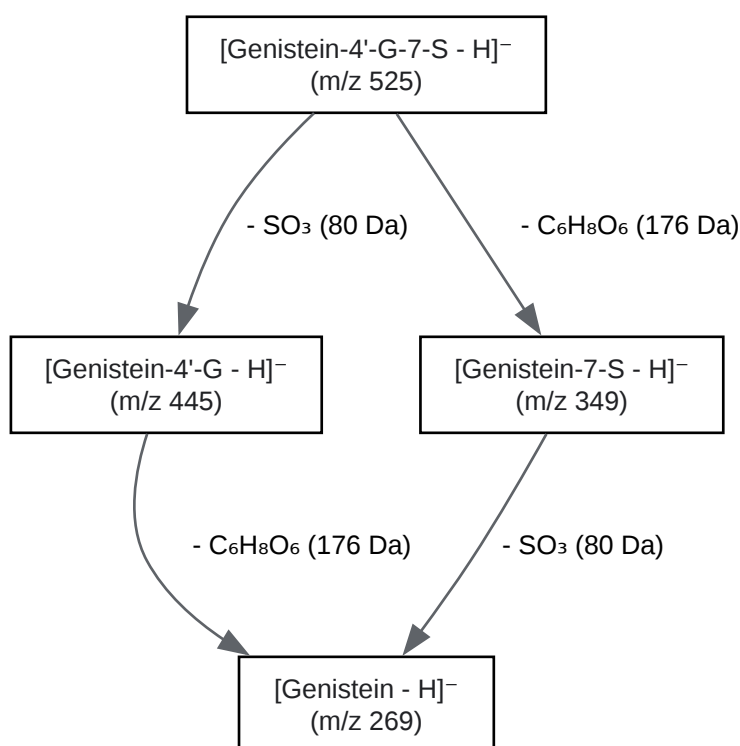 [Genistein-4'-G-7-S - H]⁻
(m/z 525)
- SO₃ (80 Da)
- C₆H₈O₆ (176 Da)
[Genistein-4'-G - H]⁻
(m/z 445)
[Genistein-7-S - H]⁻
(m/z 349)
- C₆H₈O₆ (176 Da)
- SO₃ (80 Da)
[Genistein - H]⁻
(m/z 269)